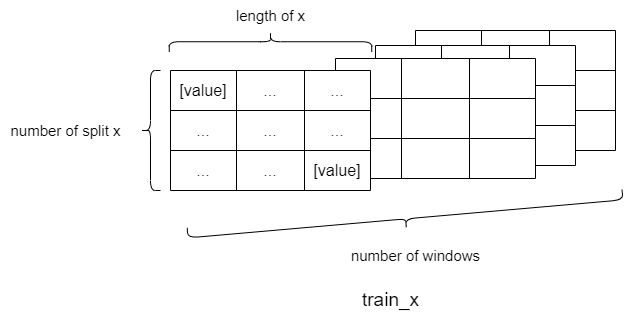 length of x
number of split x
[value] ... ...
... ... ...
... ... [value]
number of windows
train_x